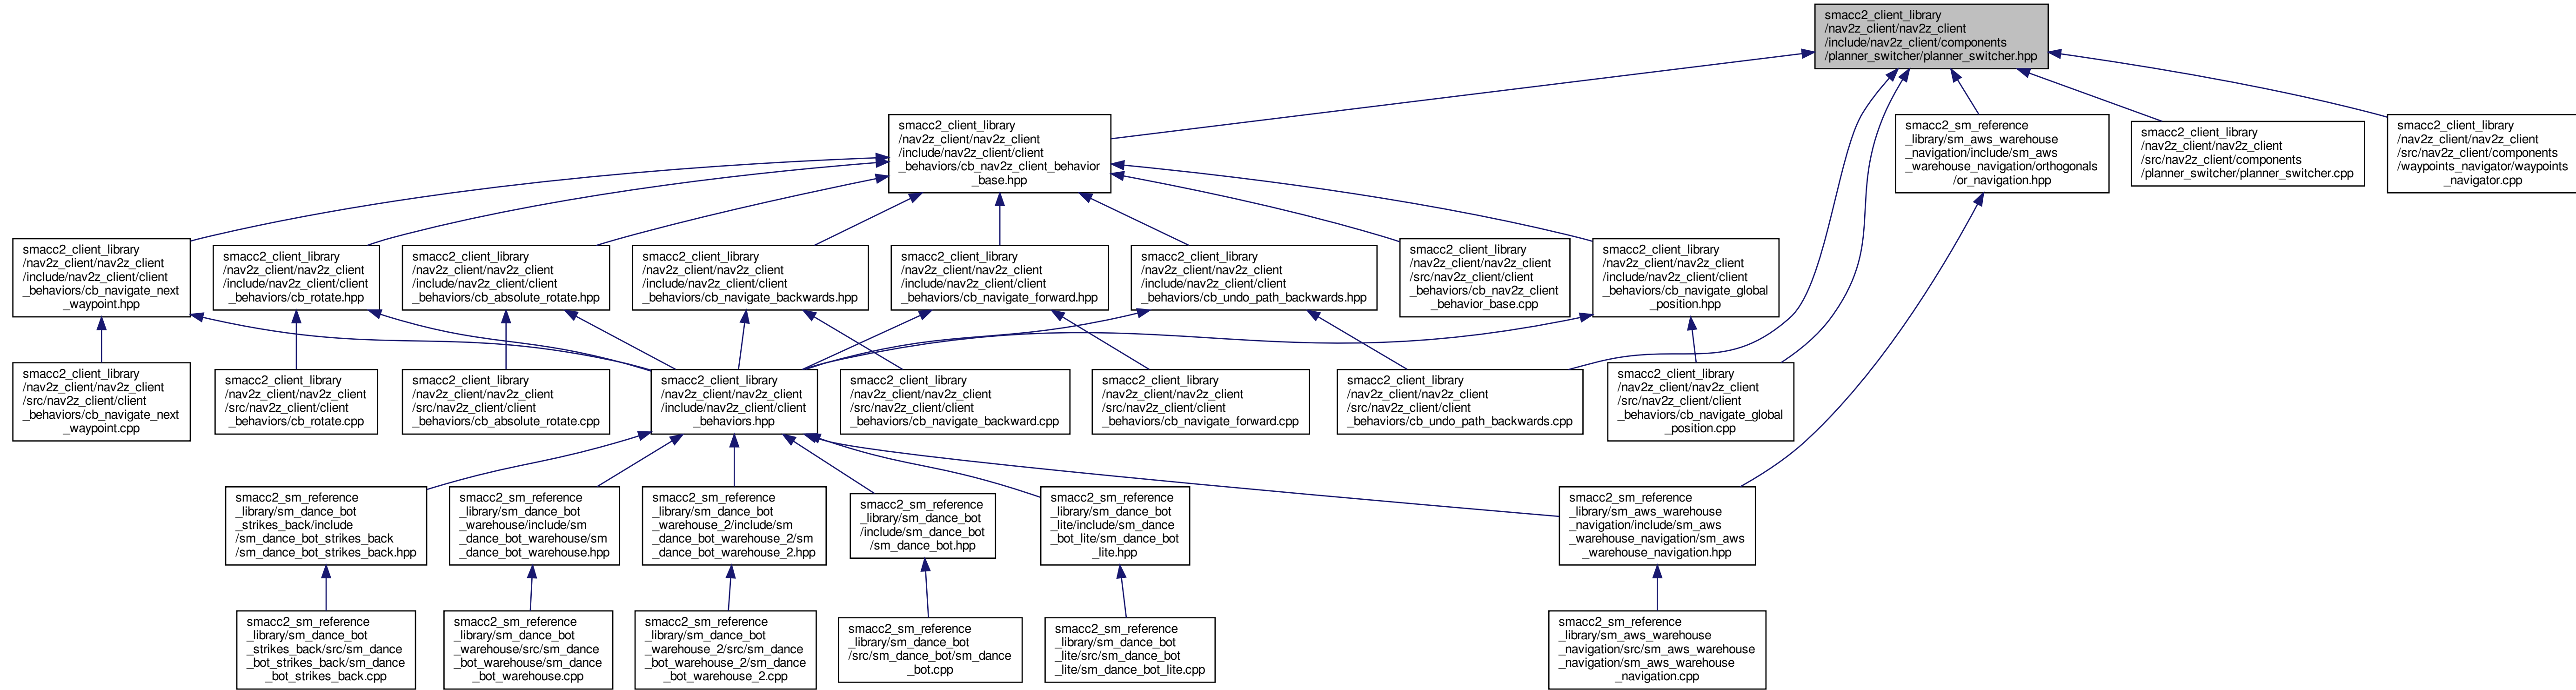 smacc2_client_library
/nav2z_client/nav2z_client
/include/nav2z_client/components
/planner_switcher/planner_switcher.hpp
smacc2_client_library
/nav2z_client/nav2z_client
/include/nav2z_client/client
_behaviors/cb_nav2z_client_behavior
_base.hpp
smacc2_sm_reference
_library/sm_aws_warehouse
_navigation/include/sm_aws
_warehouse_navigation/orthogonals
/or_navigation.hpp
smacc2_client_library
/nav2z_client/nav2z_client
/src/nav2z_client/components
/planner_switcher/planner_switcher.cpp
smacc2_client_library
/nav2z_client/nav2z_client
/src/nav2z_client/components
/waypoints_navigator/waypoints
_navigator.cpp
smacc2_client_library
/nav2z_client/nav2z_client
/include/nav2z_client/client
_behaviors/cb_navigate_next
_waypoint.hpp
smacc2_client_library
/nav2z_client/nav2z_client
/include/nav2z_client/client
_behaviors/cb_rotate.hpp
smacc2_client_library
/nav2z_client/nav2z_client
/include/nav2z_client/client
_behaviors/cb_absolute_rotate.hpp
smacc2_client_library
/nav2z_client/nav2z_client
/include/nav2z_client/client
_behaviors/cb_navigate_backwards.hpp
smacc2_client_library
/nav2z_client/nav2z_client
/include/nav2z_client/client
_behaviors/cb_navigate_forward.hpp
smacc2_client_library
/nav2z_client/nav2z_client
/include/nav2z_client/client
_behaviors/cb_undo_path_backwards.hpp
smacc2_client_library
/nav2z_client/nav2z_client
/src/nav2z_client/client
_behaviors/cb_nav2z_client
_behavior_base.cpp
smacc2_client_library
/nav2z_client/nav2z_client
/include/nav2z_client/client
_behaviors/cb_navigate_global
_position.hpp
smacc2_client_library
/nav2z_client/nav2z_client
/src/nav2z_client/client
_behaviors/cb_navigate_next
_waypoint.cpp
smacc2_client_library
/nav2z_client/nav2z_client
/src/nav2z_client/client
_behaviors/cb_rotate.cpp
smacc2_client_library
/nav2z_client/nav2z_client
/src/nav2z_client/client
_behaviors/cb_absolute_rotate.cpp
smacc2_client_library
/nav2z_client/nav2z_client
/include/nav2z_client/client
_behaviors.hpp
smacc2_client_library
/nav2z_client/nav2z_client
/src/nav2z_client/client
_behaviors/cb_navigate_backward.cpp
smacc2_client_library
/nav2z_client/nav2z_client
/src/nav2z_client/client
_behaviors/cb_navigate_forward.cpp
smacc2_client_library
/nav2z_client/nav2z_client
/src/nav2z_client/client
_behaviors/cb_undo_path_backwards.cpp
smacc2_client_library
/nav2z_client/nav2z_client
/src/nav2z_client/client
_behaviors/cb_navigate_global
_position.cpp
smacc2_sm_reference
_library/sm_dance_bot
_strikes_back/include
/sm_dance_bot_strikes_back
/sm_dance_bot_strikes_back.hpp
smacc2_sm_reference
_library/sm_dance_bot
_warehouse/include/sm
_dance_bot_warehouse/sm
_dance_bot_warehouse.hpp
smacc2_sm_reference
_library/sm_dance_bot
_warehouse_2/include/sm
_dance_bot_warehouse_2/sm
_dance_bot_warehouse_2.hpp
smacc2_sm_reference
_library/sm_dance_bot
/include/sm_dance_bot
/sm_dance_bot.hpp
smacc2_sm_reference
_library/sm_dance_bot
_lite/include/sm_dance
_bot_lite/sm_dance_bot
_lite.hpp
smacc2_sm_reference
_library/sm_aws_warehouse
_navigation/include/sm_aws
_warehouse_navigation/sm_aws
_warehouse_navigation.hpp
smacc2_sm_reference
_library/sm_dance_bot
_strikes_back/src/sm_dance
_bot_strikes_back/sm_dance
_bot_strikes_back.cpp
smacc2_sm_reference
_library/sm_dance_bot
_warehouse/src/sm_dance
_bot_warehouse/sm_dance
_bot_warehouse.cpp
smacc2_sm_reference
_library/sm_dance_bot
_warehouse_2/src/sm_dance
_bot_warehouse_2/sm_dance
_bot_warehouse_2.cpp
smacc2_sm_reference
_library/sm_dance_bot
/src/sm_dance_bot/sm_dance
_bot.cpp
smacc2_sm_reference
_library/sm_dance_bot
_lite/src/sm_dance_bot
_lite/sm_dance_bot_lite.cpp
smacc2_sm_reference
_library/sm_aws_warehouse
_navigation/src/sm_aws_warehouse
_navigation/sm_aws_warehouse
_navigation.cpp